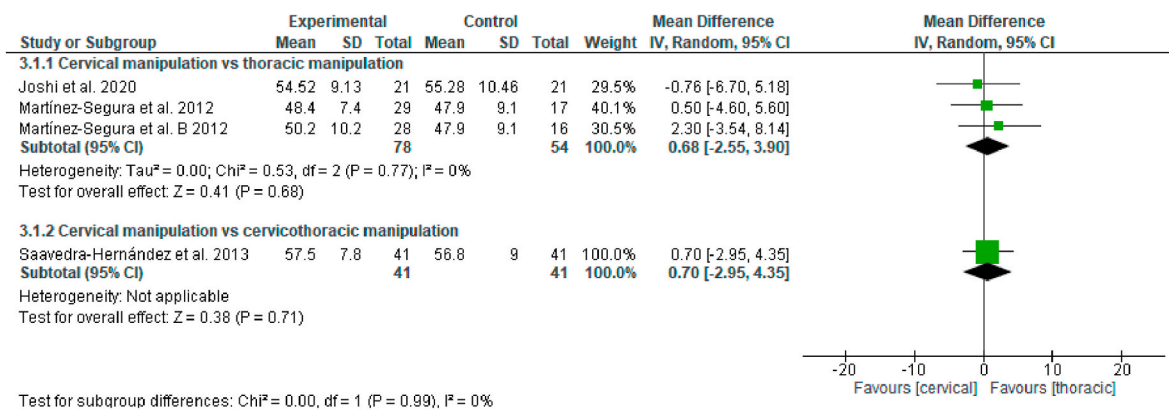 Experimental Control Mean Difference Mean Difference
Study or Subgroup Mean SD Total Mean SD Total Weight IV, Random, 95% CI IV, Random, 95% CI
3.1.1 Cervical manipulation vs thoracic manipulation
Joshi et al. 2020 54.52 9.13 21 55.28 10.46 21 29.5% -0.76 [-6.70, 5.18]
Martínez-Segura et al. 2012 48.4 7.4 29 47.9 9.1 17 40.1% 0.50 [-4.60, 5.60]
Martínez-Segura et al. B 2012 50.2 10.2 28 47.9 9.1 16 30.5% 2.30 [-3.54, 8.14]
Subtotal (95% CI) 78 54 100.0% 0.68 [-2.55, 3.90]
Heterogeneity: Tau² = 0.00; Chi² = 0.53, df = 2 (P = 0.77); I² = 0%
Test for overall effect: Z = 0.41 (P = 0.68)
3.1.2 Cervical manipulation vs cervicothoracic manipulation
Saavedra-Hernández et al. 2013 57.5 7.8 41 56.8 9 41 100.0% 0.70 [-2.95, 4.35]
Subtotal (95% CI) 41 41 100.0% 0.70 [-2.95, 4.35]
Heterogeneity: Not applicable
Test for overall effect: Z = 0.38 (P = 0.71)
-20 -10 0 10 20
Favours [cervical] Favours [thoracic]
Test for subgroup differences: Chi² = 0.00, df = 1 (P = 0.99), I² = 0%